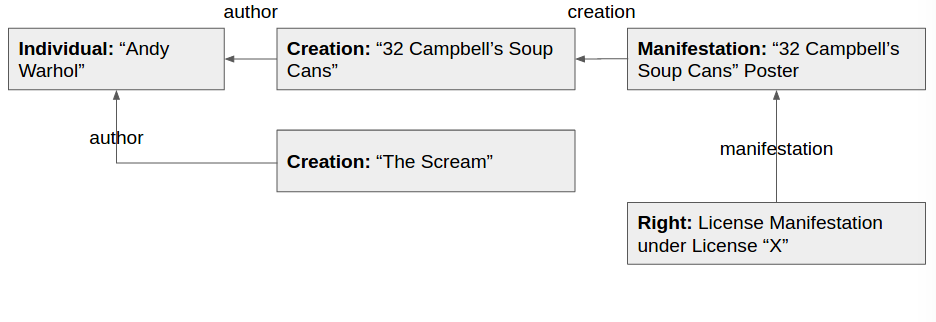 author
creation
Individual: “Andy
Warhol”
Creation: “32 Campbell’s Soup
Cans”
Manifestation: “32 Campbell’s
Soup Cans” Poster
author
Creation: “The Scream”
manifestation
Right: License Manifestation
under License “X”